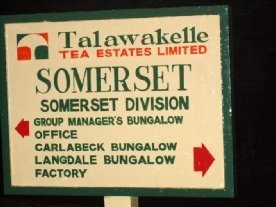 Talawakelle
TEA ESTATES LIMITED
SOMERSET
SOMERSET DIVISION
GROUP MANAGER'S BUNGALOW
OFFICE
CARLABECK BUNGALOW
LANGDALE BUNGALOW
FACTORY